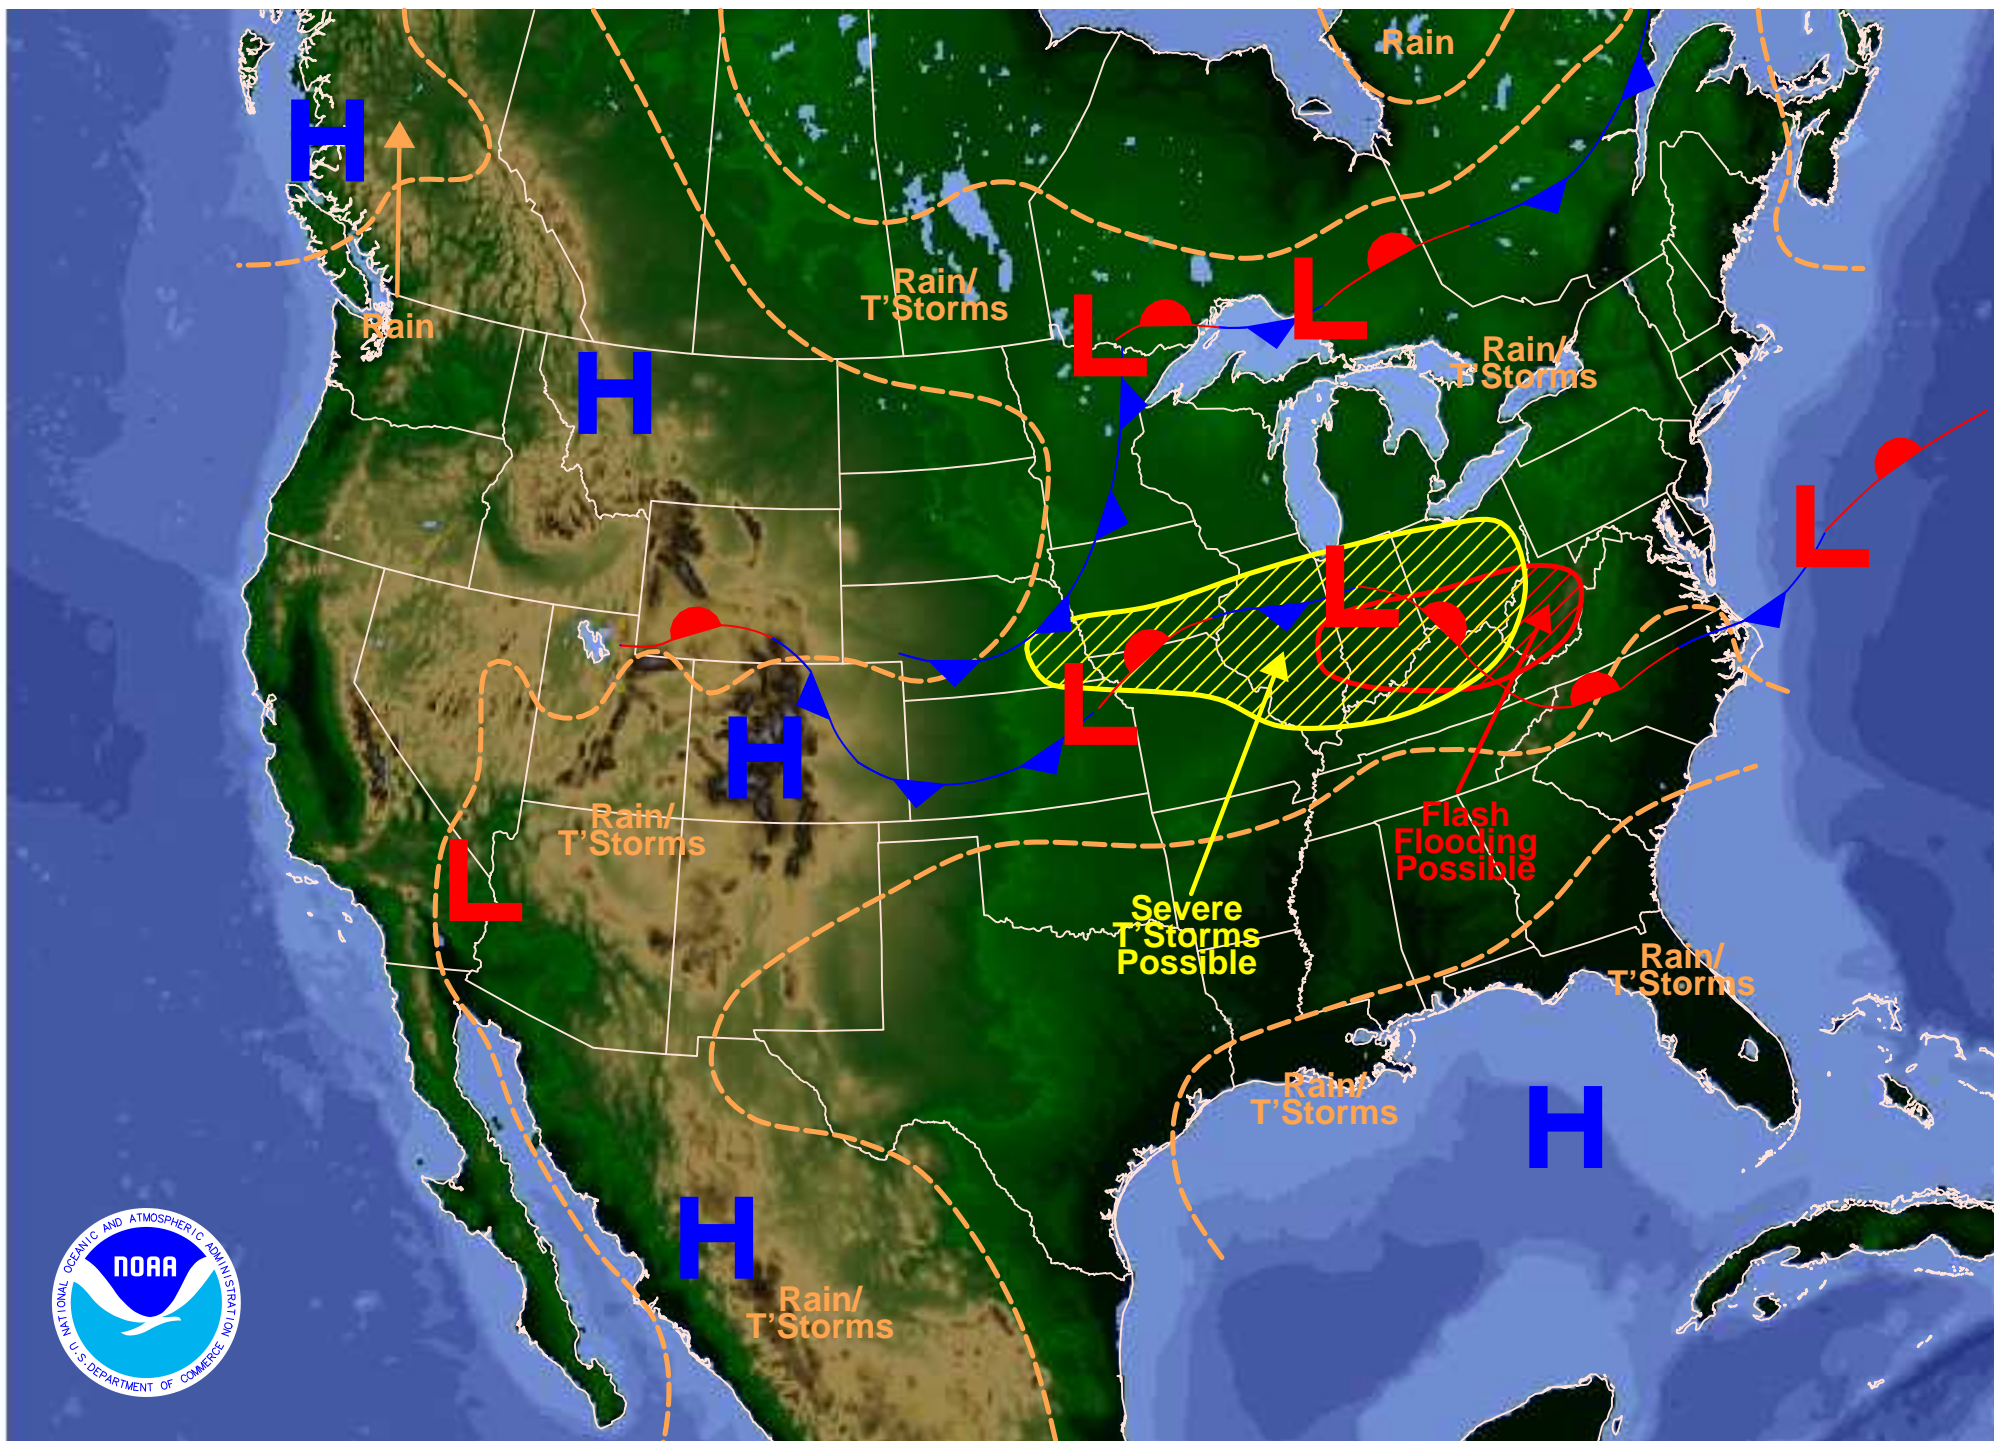 Rain
H
Rain/
T'Storms
L
L
Rain
Rain/
T'Storms
H
L
L
L
H
Rain/
T'Storms
Flash
Flooding
Possible
L
Severe
T'Storms
Possible
Rain/
T'Storms
Rain/
T'Storms
H
H
Rain/
T'Storms
NATIONAL OCEANIC AND ATMOSPHERIC ADMINISTRATION
NOAA
U.S. DEPARTMENT OF COMMERCE